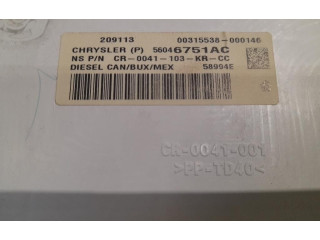 209113 00315538-000146
CHRYSLER (P) 56046751AC
NS P/N CR-0041-103-KR-CC
DIESEL CAN/BUX/MEX 58994E
CR-0041-001
>PP-TD40<